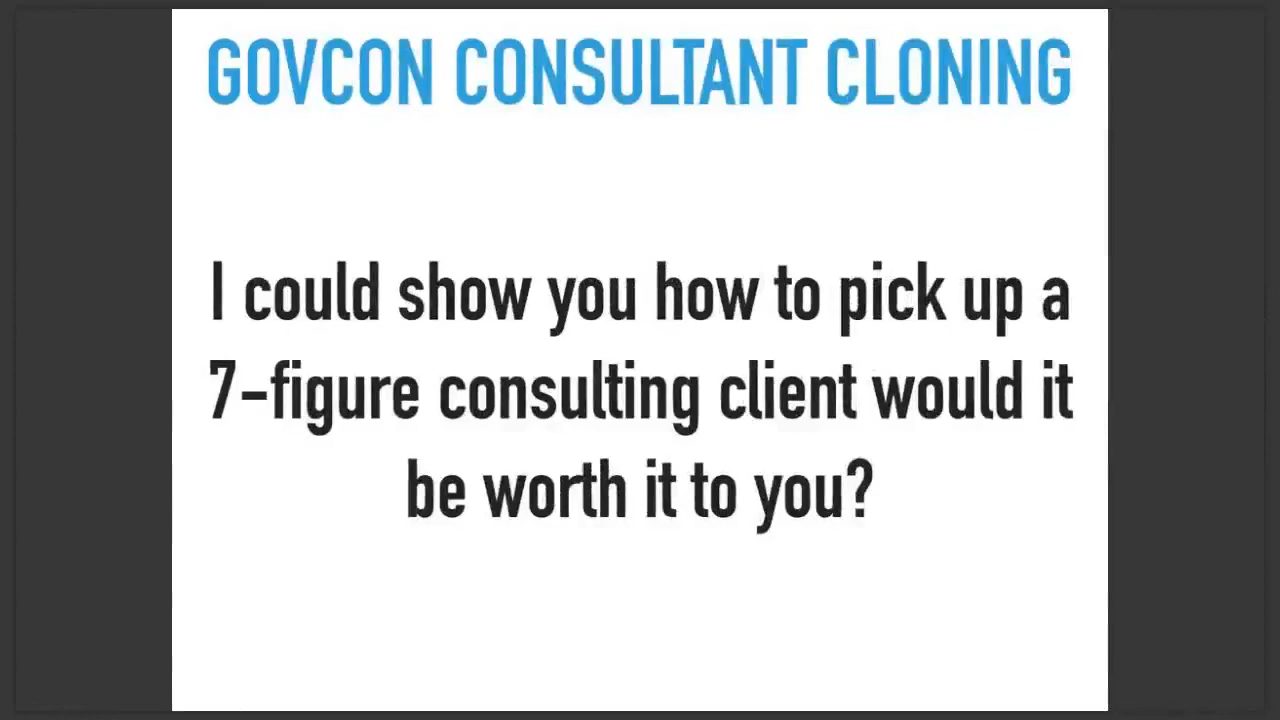 GOVCON CONSULTANT CLONING
I could show you how to pick up a
7-figure consulting client would it
be worth it to you?